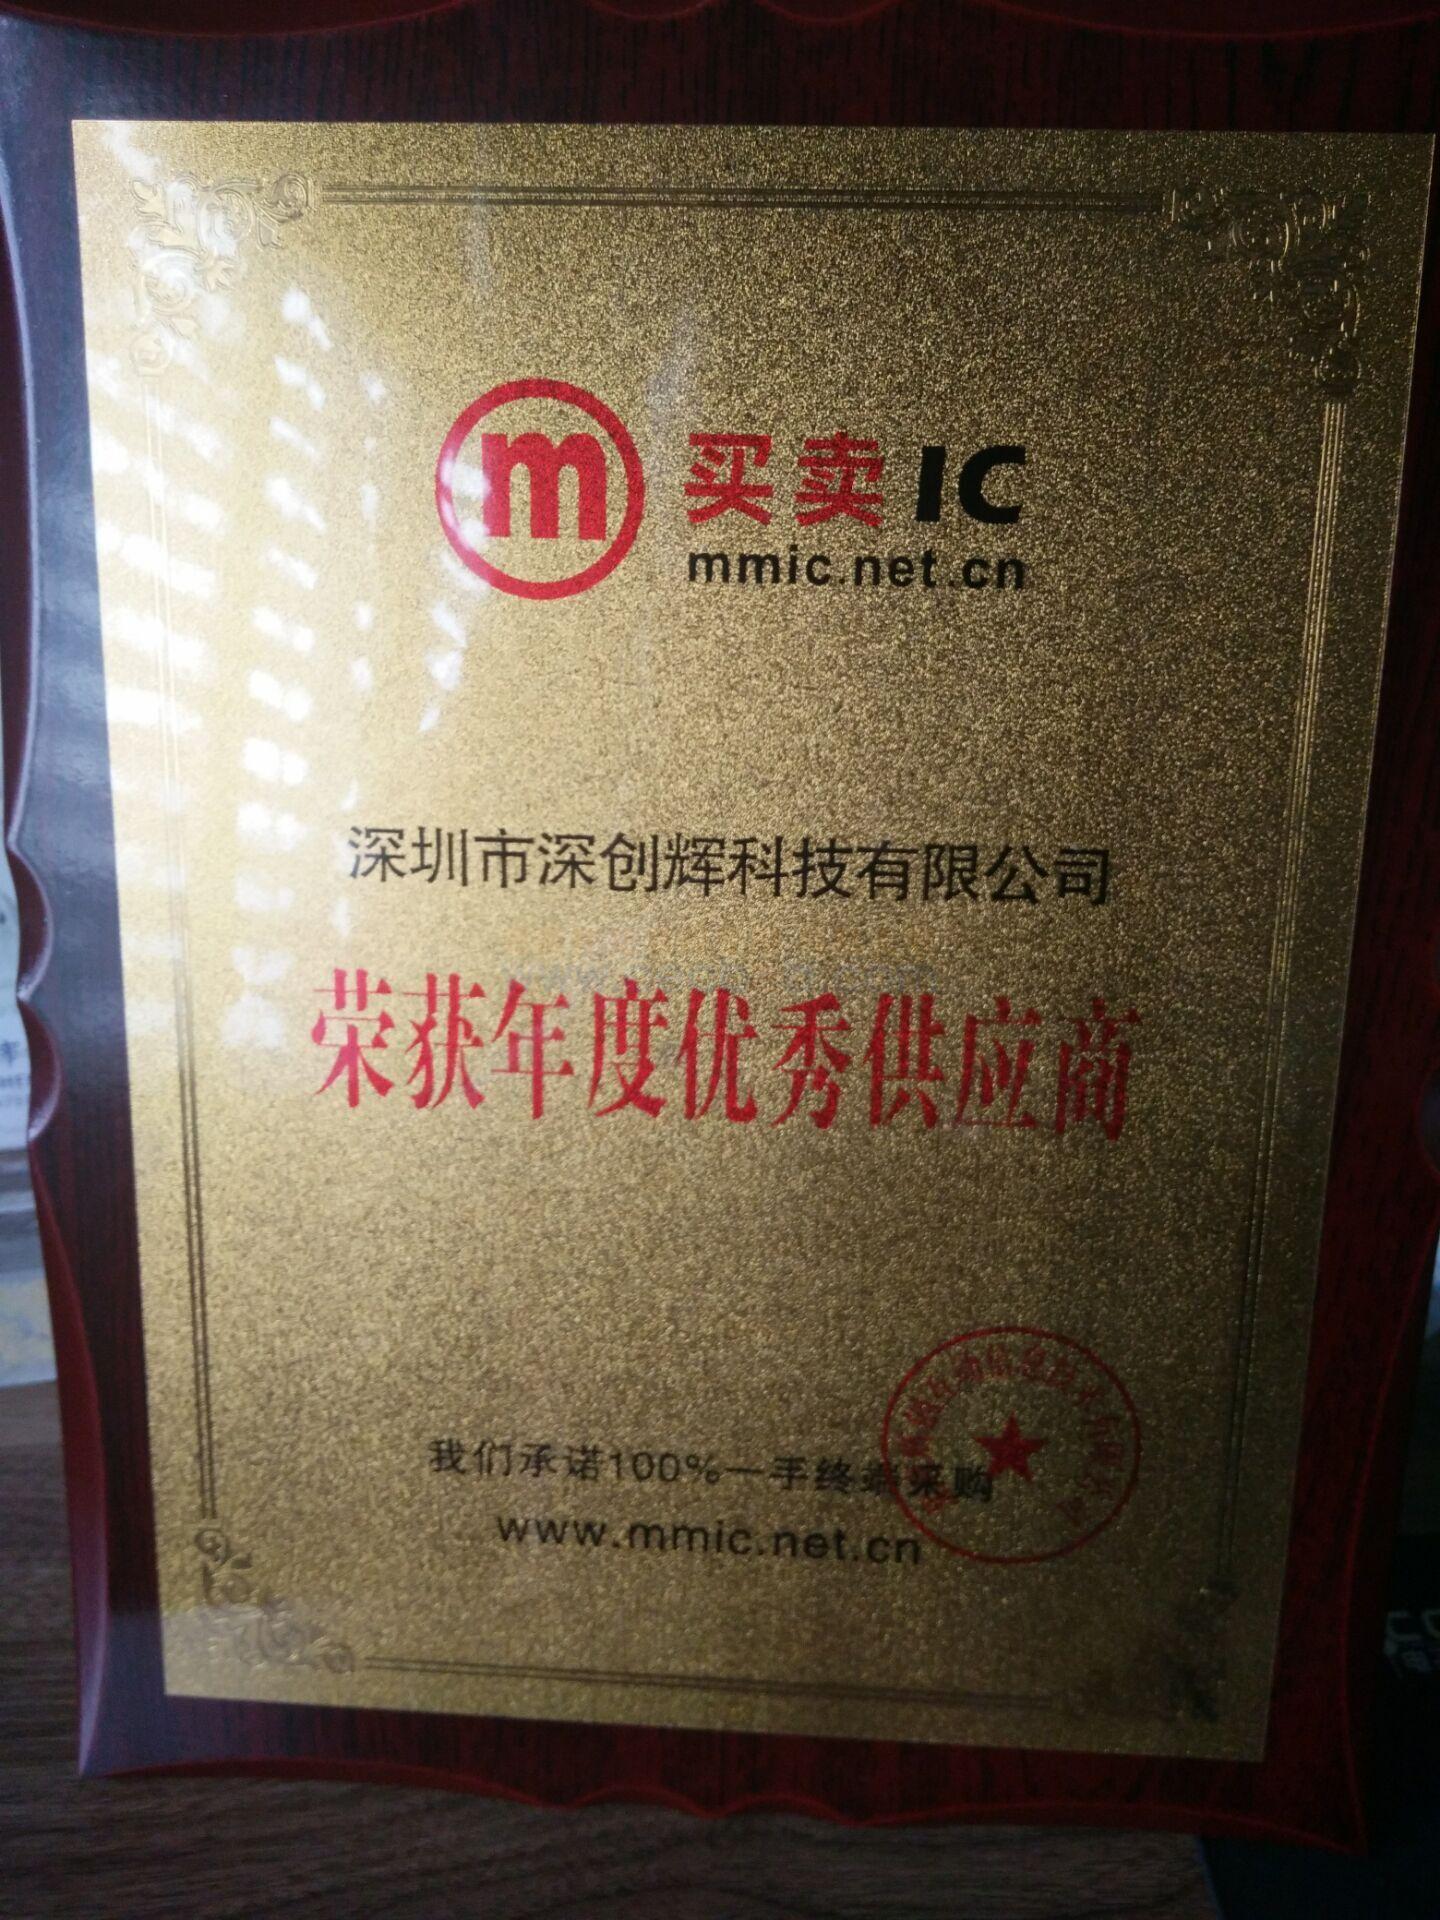 m 买卖IC
mmic.net.cn
深圳市深创辉科技有限公司
荣获年度优秀供应商
我们承诺100%一手终端采购
www.mmic.net.cn